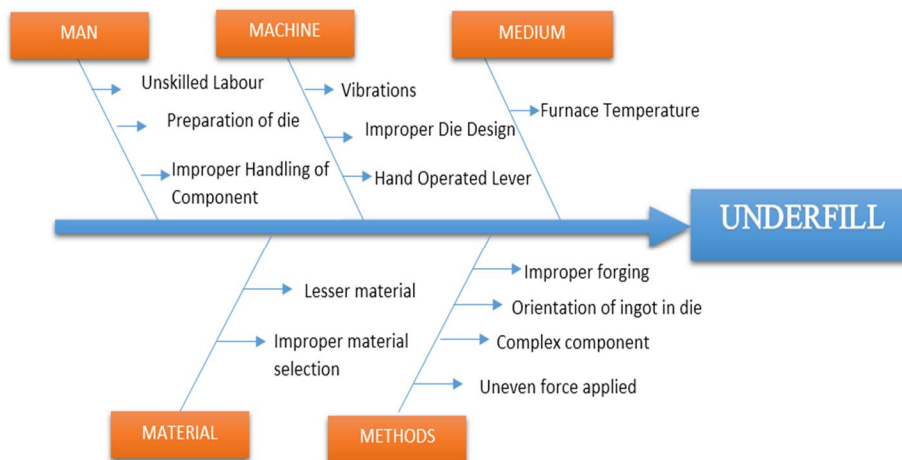 MAN
MACHINE
MEDIUM
Unskilled Labour
Preparation of die
Improper Handling of
Component
Vibrations
Improper Die Design
Hand Operated Lever
Furnace Temperature
UNDERFILL
Lesser material
Improper material
selection
Improper forging
Orientation of ingot in die
Complex component
Uneven force applied
MATERIAL
METHODS